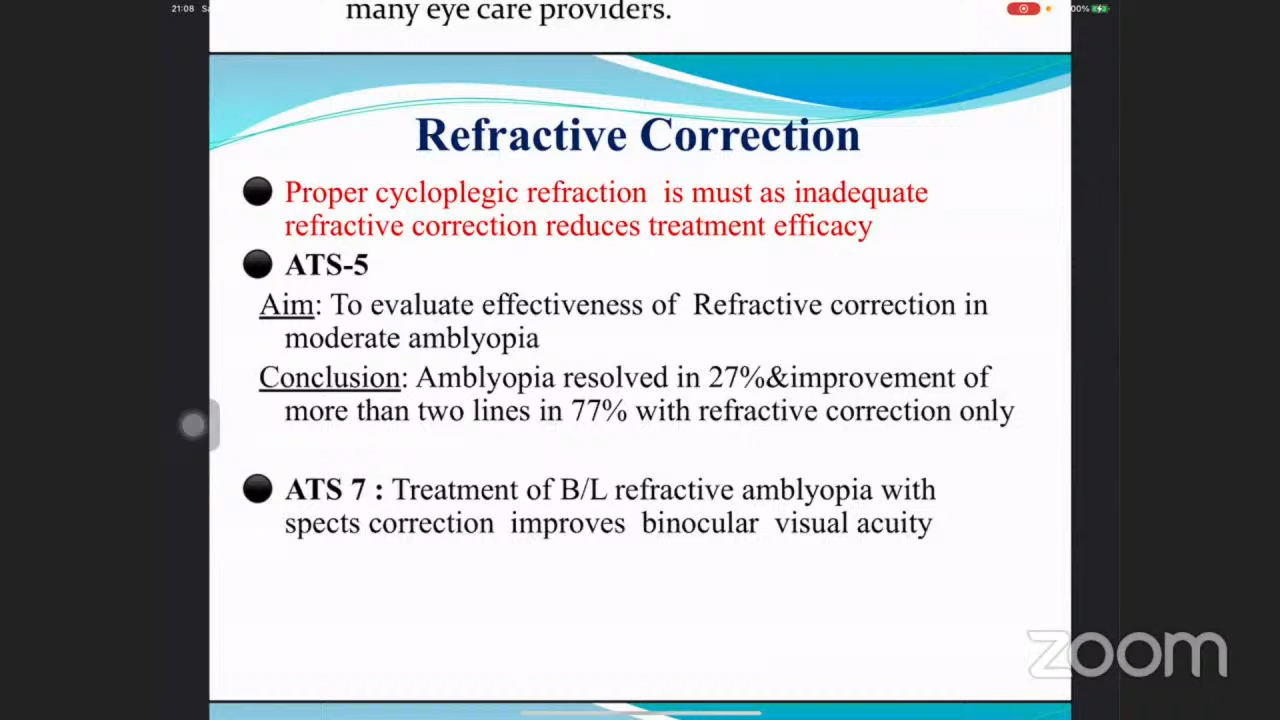 21:08
many eye care providers.
Refractive Correction
Proper cycloplegic refraction is must as inadequate
refractive correction reduces treatment efficacy
ATS-5
Aim: To evaluate effectiveness of Refractive correction in
moderate amblyopia
Conclusion: Amblyopia resolved in 27%&improvement of
more than two lines in 77% with refractive correction only
ATS 7 : Treatment of B/L refractive amblyopia with
spects correction improves binocular visual acuity
zoom